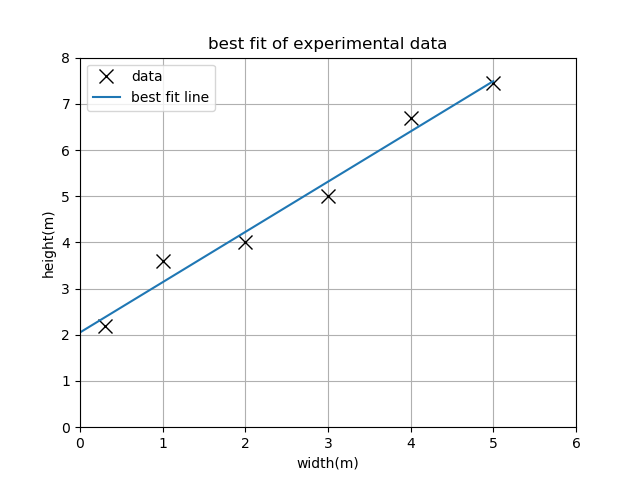 best fit of experimental data
data
best fit line
height(m)
8
7
6
5
4
3
2
1
0
0 1 2 3 4 5 6
width(m)